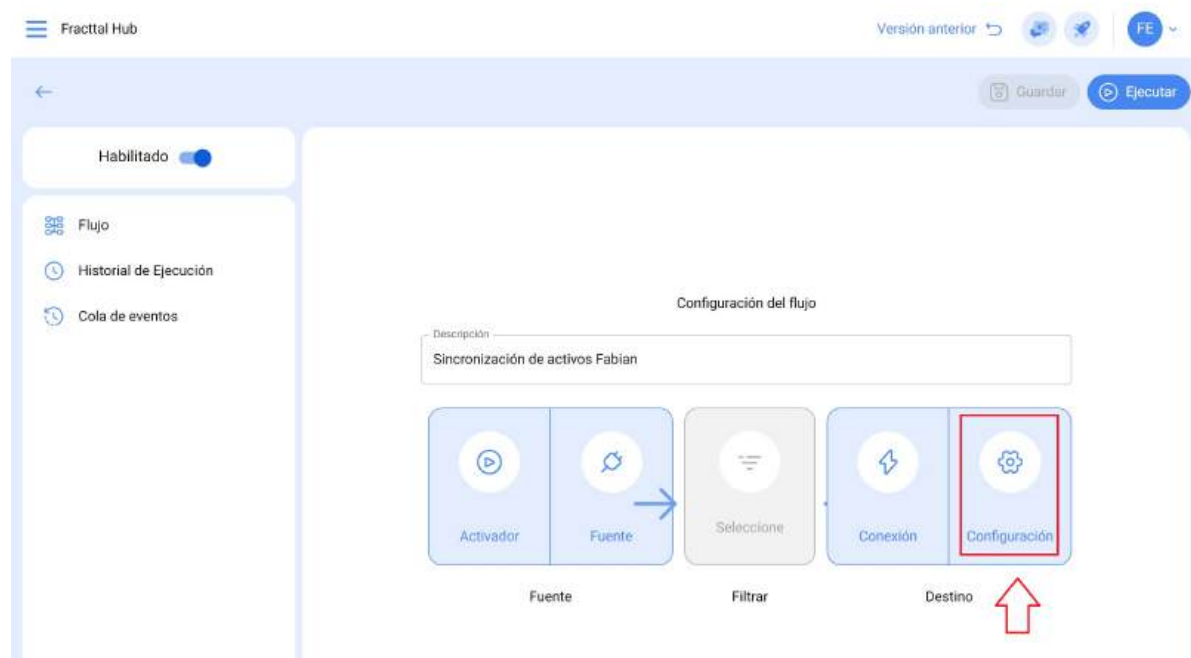 Fracttal Hub
Versión anterior
FE
Guardar
Ejecutar
Habilitado
Flujo
Historial de Ejecución
Cola de eventos
Configuración del flujo
Descripción
Sincronización de activos Fabian
Activador
Fuente
Seleccione
Conexión
Configuración
Fuente
Filtrar
Destino